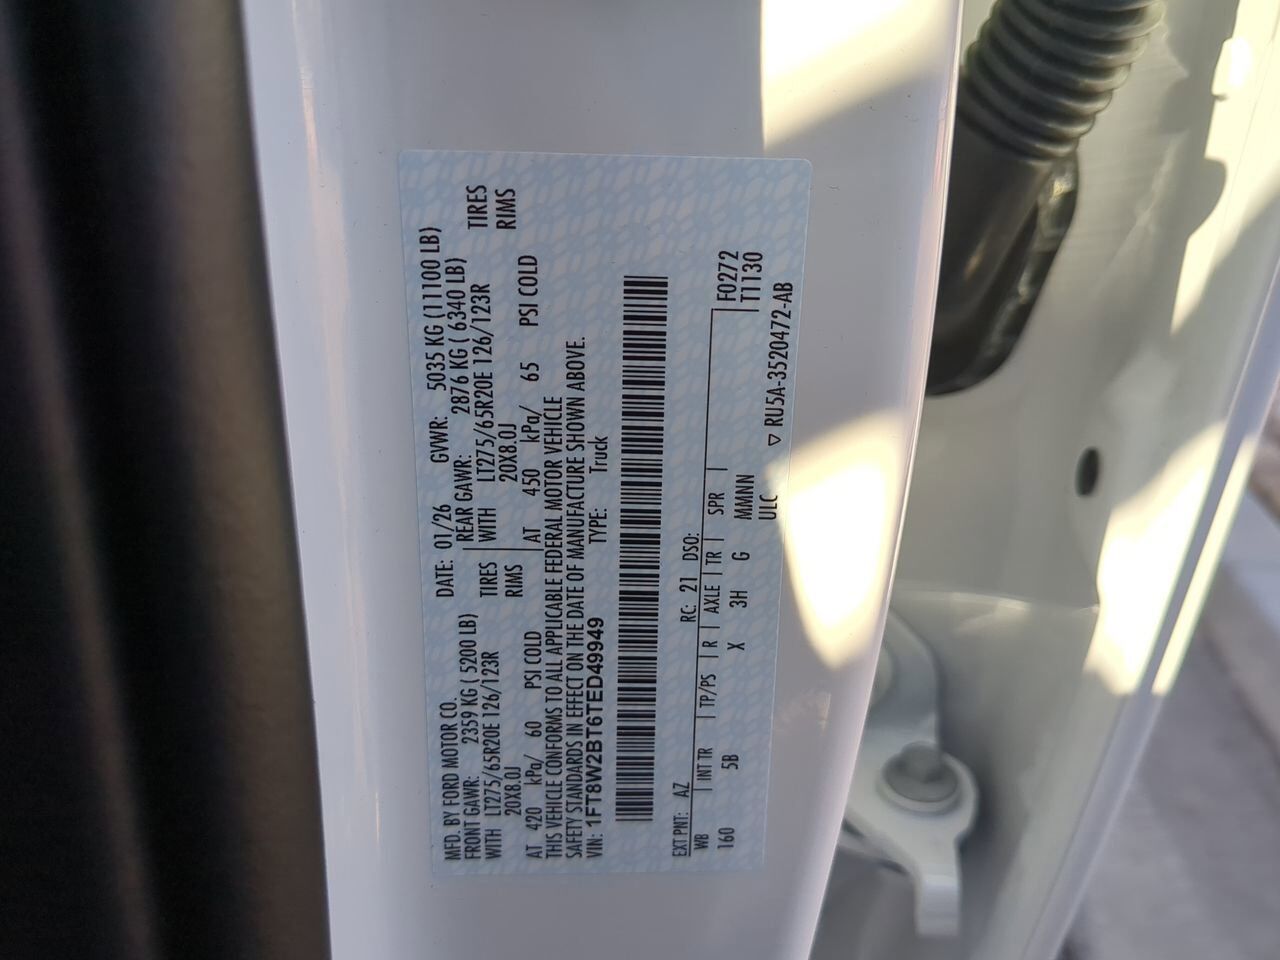 MFD. BY FORD MOTOR CO.
DATE: 01/26 GVWR: 5035 KG (11100 LB)
FRONT GAWR: 2359 KG ( 5200 LB) REAR GAWR: 2876 KG ( 6340 LB)
WITH LT275/65R20E 126/123R TIRES WITH LT275/65R20E 126/123R TIRES
20X8.0J RIMS 20X8.0J RIMS
AT 420 kPa/ 60 PSI COLD AT 450 kPa/ 65 PSI COLD
THIS VEHICLE CONFORMS TO ALL APPLICABLE FEDERAL MOTOR VEHICLE
SAFETY STANDARDS IN EFFECT ON THE DATE OF MANUFACTURE SHOWN ABOVE.
VIN: 1FT8W2BT6TED49949 TYPE: Truck
EXT PNT: AZ RC: 21 DSO: F0272
WB INT TR TP/PS R AXLE TR SPR T1130
160 5B X 3H G MMNN
ULC ▽ RU5A-3520472-AB